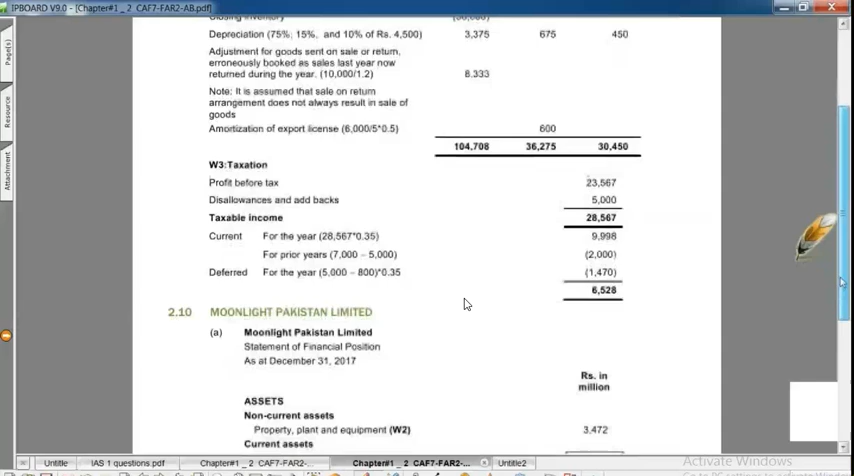 IPBOARD V9.0 - [Chapter#1 _ 2 CAF7-FAR2-AB.pdf]
Closing inventory
Depreciation (75%; 15%, and 10% of Rs. 4,500) 3,375 675 450
Adjustment for goods sent on sale or return,
erroneously booked as sales last year now
returned during the year. (10,000/1.2) 8.333
Note: It is assumed that sale on return
arrangement does not always result in sale of
goods
Amortization of export license (6,000/5*0.5) 600
104,708 36,275 30,450
W3:Taxation
Profit before tax 23,567
Disallowances and add backs 5,000
Taxable income 28,567
Current For the year (28,567*0.35) 9,998
For prior years (7,000 – 5,000) (2,000)
Deferred For the year (5,000 – 800)*0.35 (1,470)
6,528
2.10 MOONLIGHT PAKISTAN LIMITED
(a) Moonlight Pakistan Limited
Statement of Financial Position
As at December 31, 2017
Rs. in
million
ASSETS
Non-current assets
Property, plant and equipment (W2) 3,472
Current assets
Page(s)
Resource
Attachment
Untitle IAS 1 questions.pdf Chapter#1 _ 2 CAF7-FAR2-... Chapter#1 _ 2 CAF7-FAR2-... Untitle2
Activate Windows